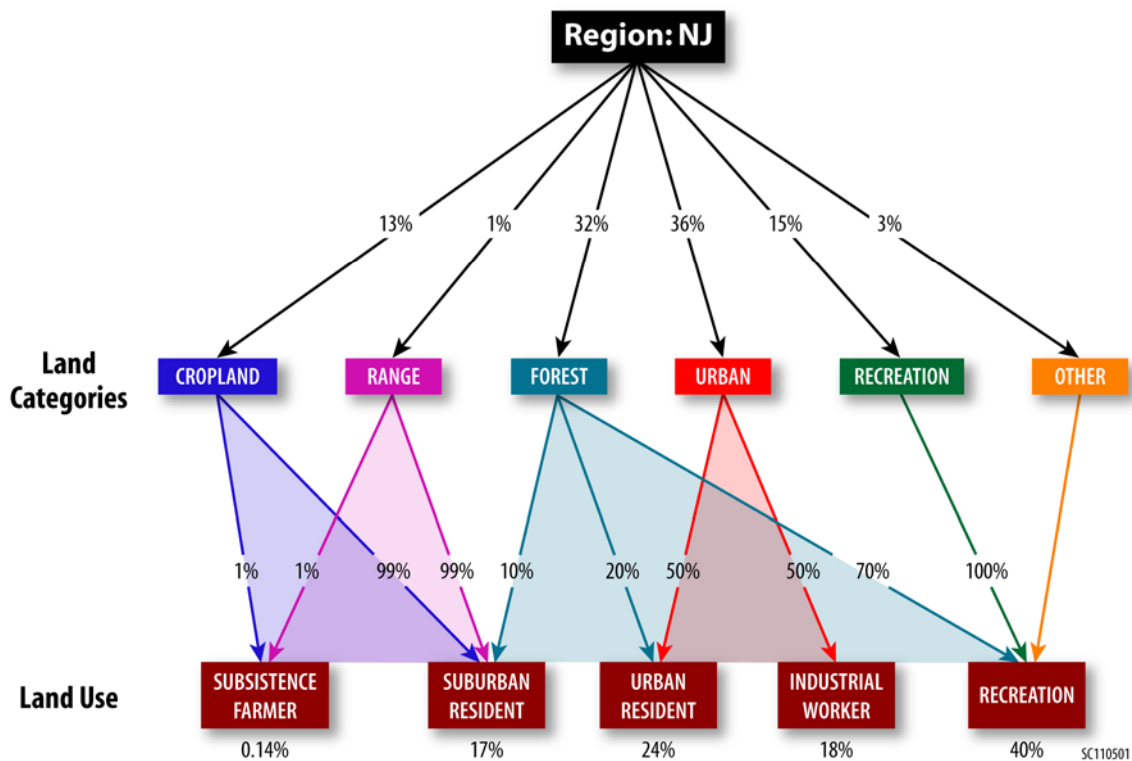 Region: NJ
13%
1%
32%
36%
15%
3%
Land
Categories
CROPLAND
RANGE
FOREST
URBAN
RECREATION
OTHER
1%
1%
99%
99%
10%
20%
50%
50%
70%
100%
Land Use
SUBSISTENCE
FARMER
SUBURBAN
RESIDENT
URBAN
RESIDENT
INDUSTRIAL
WORKER
RECREATION
0.14%
17%
24%
18%
40%
SC110501